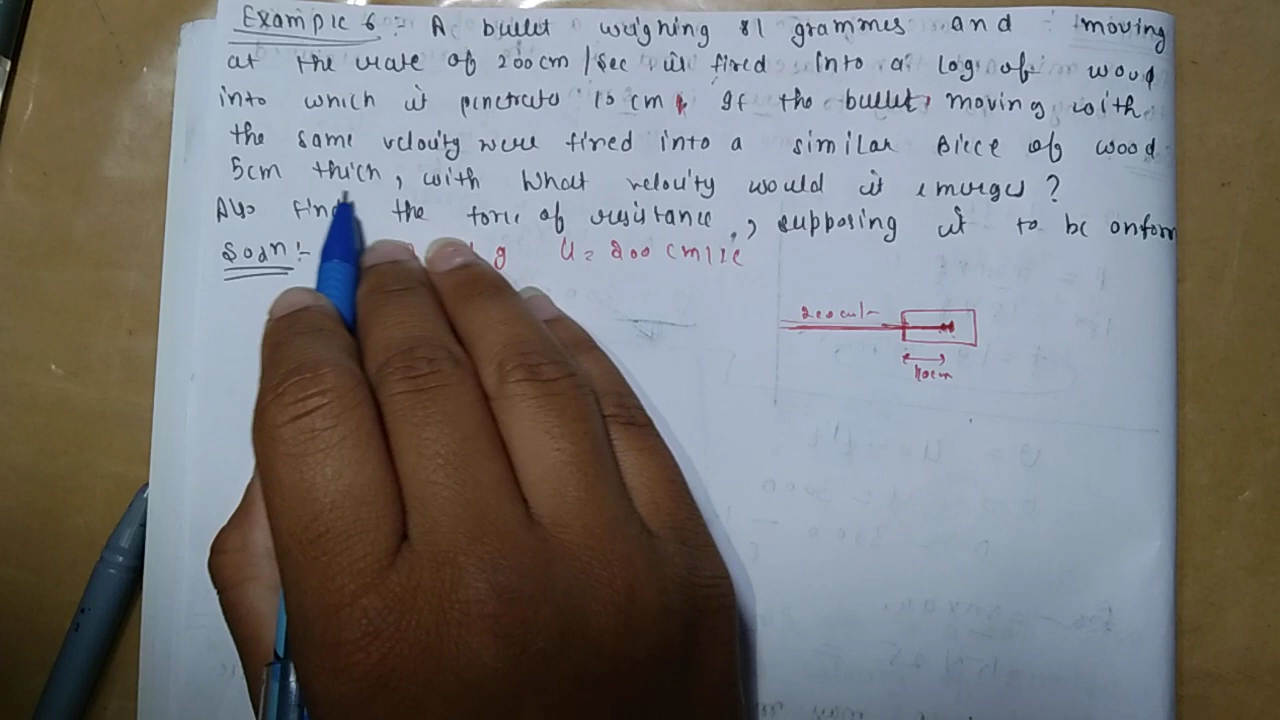 Example 6 :- A bullet weighing 81 grammes and moving
at the rate of 200 cm /sec is fired into a log of wood
into which it penetrates 10 cm. If the bullet, moving with
the same velocity were fired into a similar piece of wood
5cm thick, with what velocity would it emerges ?
Also find the force of resistance, supposing it to be uniform
Soln:- g U = 200 cm/sec
200cm/
10cm